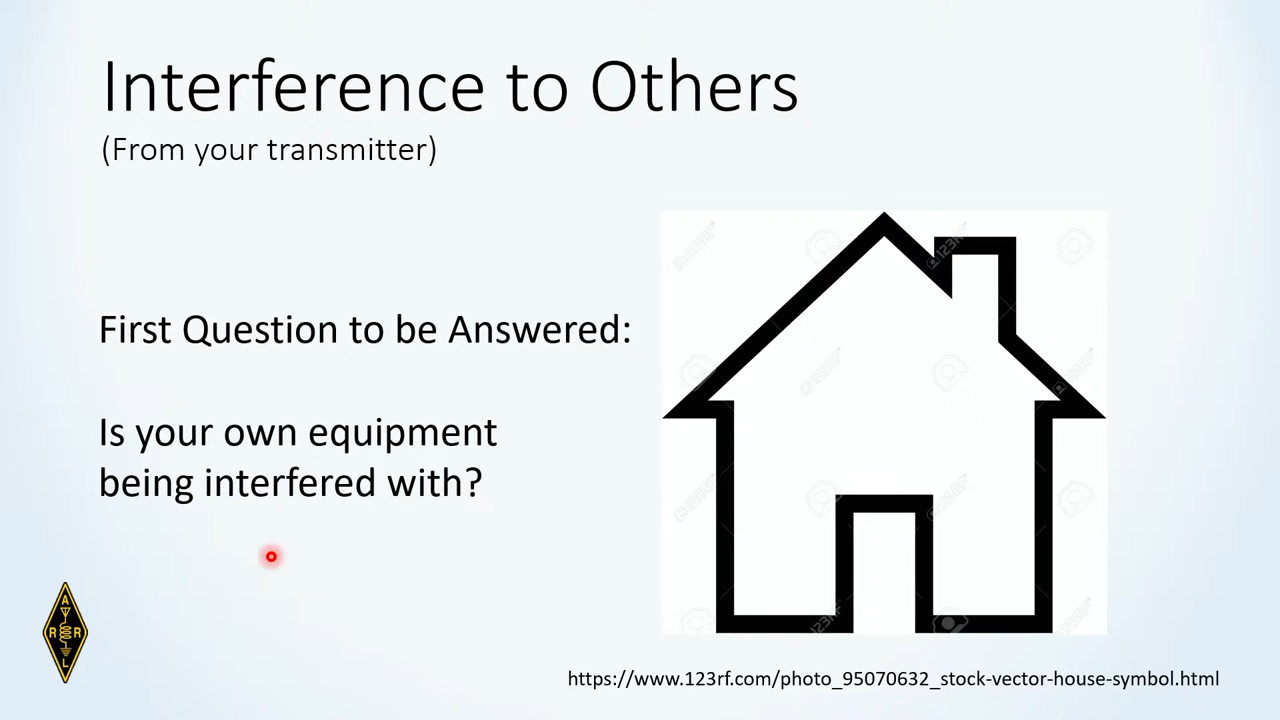 Interference to Others
(From your transmitter)
First Question to be Answered:
Is your own equipment
being interfered with?
A
R R
L
https://www.123rf.com/photo_95070632_stock-vector-house-symbol.html